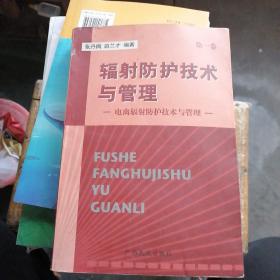 张丹枫 赵兰才 编著
第一卷
辐射防护技术
与管理
—电离辐射防护技术与管理—
FUSHE
FANGHUJISHU
YU
GUANLI